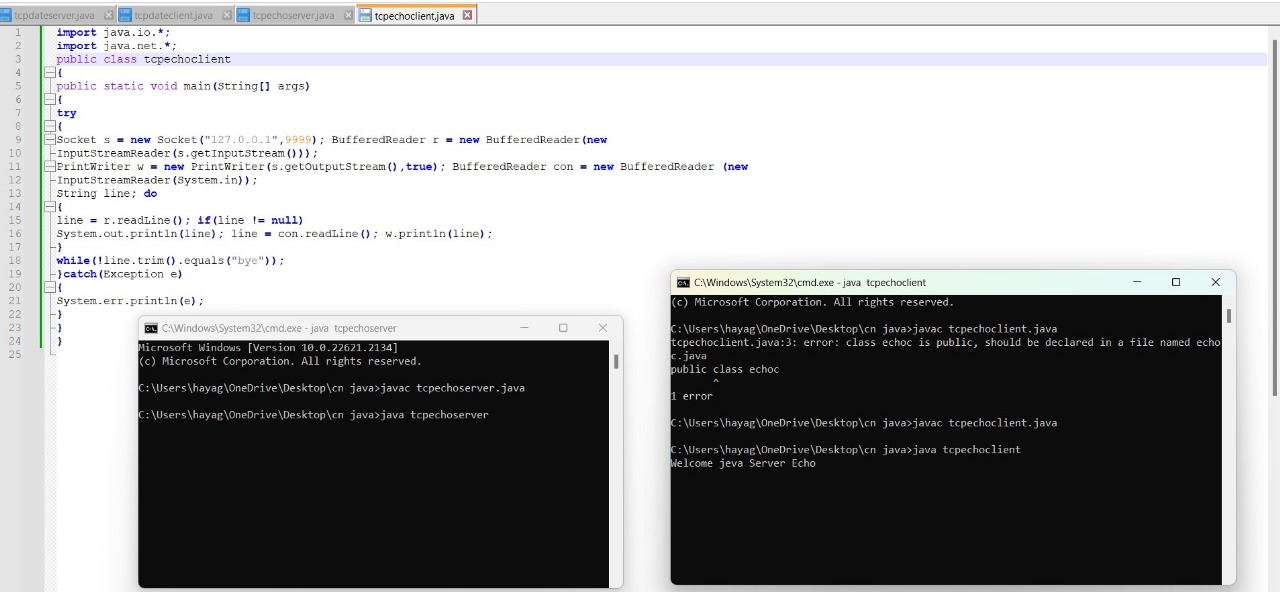 tcpdateserver.java tcpdateclient.java tcpechoserver.java tcpechoclient.java
1 import java.io.*;
2 import java.net.*;
3 public class tcpechoclient
4 {
5 public static void main(String[] args)
6 {
7 try
8 {
9 Socket s = new Socket("127.0.0.1",9999); BufferedReader r = new BufferedReader(new
10 InputStreamReader(s.getInputStream()));
11 PrintWriter w = new PrintWriter(s.getOutputStream(),true); BufferedReader con = new BufferedReader (new
12 InputStreamReader(System.in));
13 String line; do
14 {
15 line = r.readLine(); if(line != null)
16 System.out.println(line); line = con.readLine(); w.println(line);
17 }
18 while(!line.trim().equals("bye"));
19 }catch(Exception e)
20 {
21 System.err.println(e);
22 }
23 }
24 }
25
C:\Windows\System32\cmd.exe - java tcpechoserver
Microsoft Windows [Version 10.0.22621.2134]
(c) Microsoft Corporation. All rights reserved.
C:\Users\hayag\OneDrive\Desktop\cn java>javac tcpechoserver.java
C:\Users\hayag\OneDrive\Desktop\cn java>java tcpechoserver
C:\Windows\System32\cmd.exe - java tcpechoclient
(c) Microsoft Corporation. All rights reserved.
C:\Users\hayag\OneDrive\Desktop\cn java>javac tcpechoclient.java
tcpechoclient.java:3: error: class echoc is public, should be declared in a file named echo
c.java
public class echoc
^
1 error
C:\Users\hayag\OneDrive\Desktop\cn java>javac tcpechoclient.java
C:\Users\hayag\OneDrive\Desktop\cn java>java tcpechoclient
Welcome jeva Server Echo